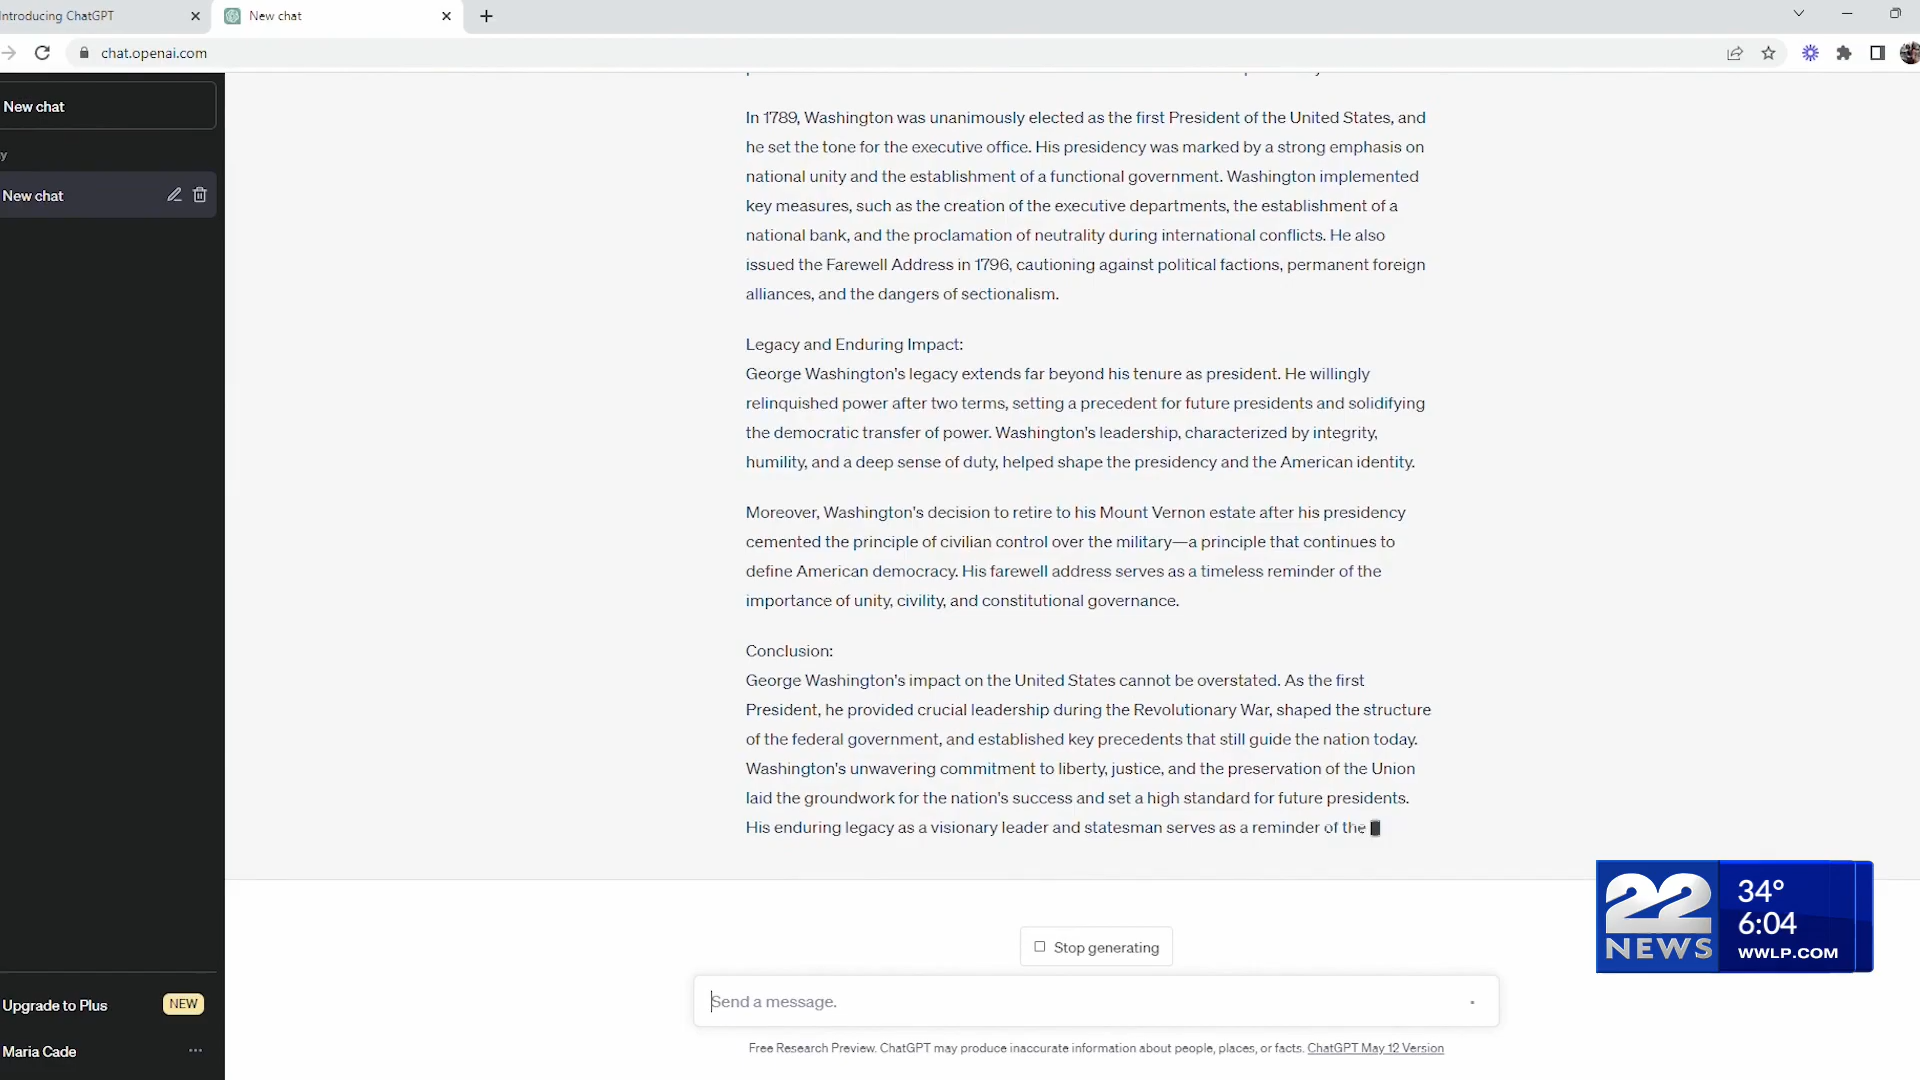 Introducing ChatGPT
New chat
chat.openai.com
New chat
y
New chat
In 1789, Washington was unanimously elected as the first President of the United States, and
he set the tone for the executive office. His presidency was marked by a strong emphasis on
national unity and the establishment of a functional government. Washington implemented
key measures, such as the creation of the executive departments, the establishment of a
national bank, and the proclamation of neutrality during international conflicts. He also
issued the Farewell Address in 1796, cautioning against political factions, permanent foreign
alliances, and the dangers of sectionalism.
Legacy and Enduring Impact:
George Washington's legacy extends far beyond his tenure as president. He willingly
relinquished power after two terms, setting a precedent for future presidents and solidifying
the democratic transfer of power. Washington's leadership, characterized by integrity,
humility, and a deep sense of duty, helped shape the presidency and the American identity.
Moreover, Washington's decision to retire to his Mount Vernon estate after his presidency
cemented the principle of civilian control over the military—a principle that continues to
define American democracy. His farewell address serves as a timeless reminder of the
importance of unity, civility, and constitutional governance.
Conclusion:
George Washington's impact on the United States cannot be overstated. As the first
President, he provided crucial leadership during the Revolutionary War, shaped the structure
of the federal government, and established key precedents that still guide the nation today.
Washington's unwavering commitment to liberty, justice, and the preservation of the Union
laid the groundwork for the nation's success and set a high standard for future presidents.
His enduring legacy as a visionary leader and statesman serves as a reminder of the
Stop generating
Send a message.
Free Research Preview. ChatGPT may produce inaccurate information about people, places, or facts. ChatGPT May 12 Version
Upgrade to Plus NEW
Maria Cade
22 NEWS
34°
6:04
WWLP.COM